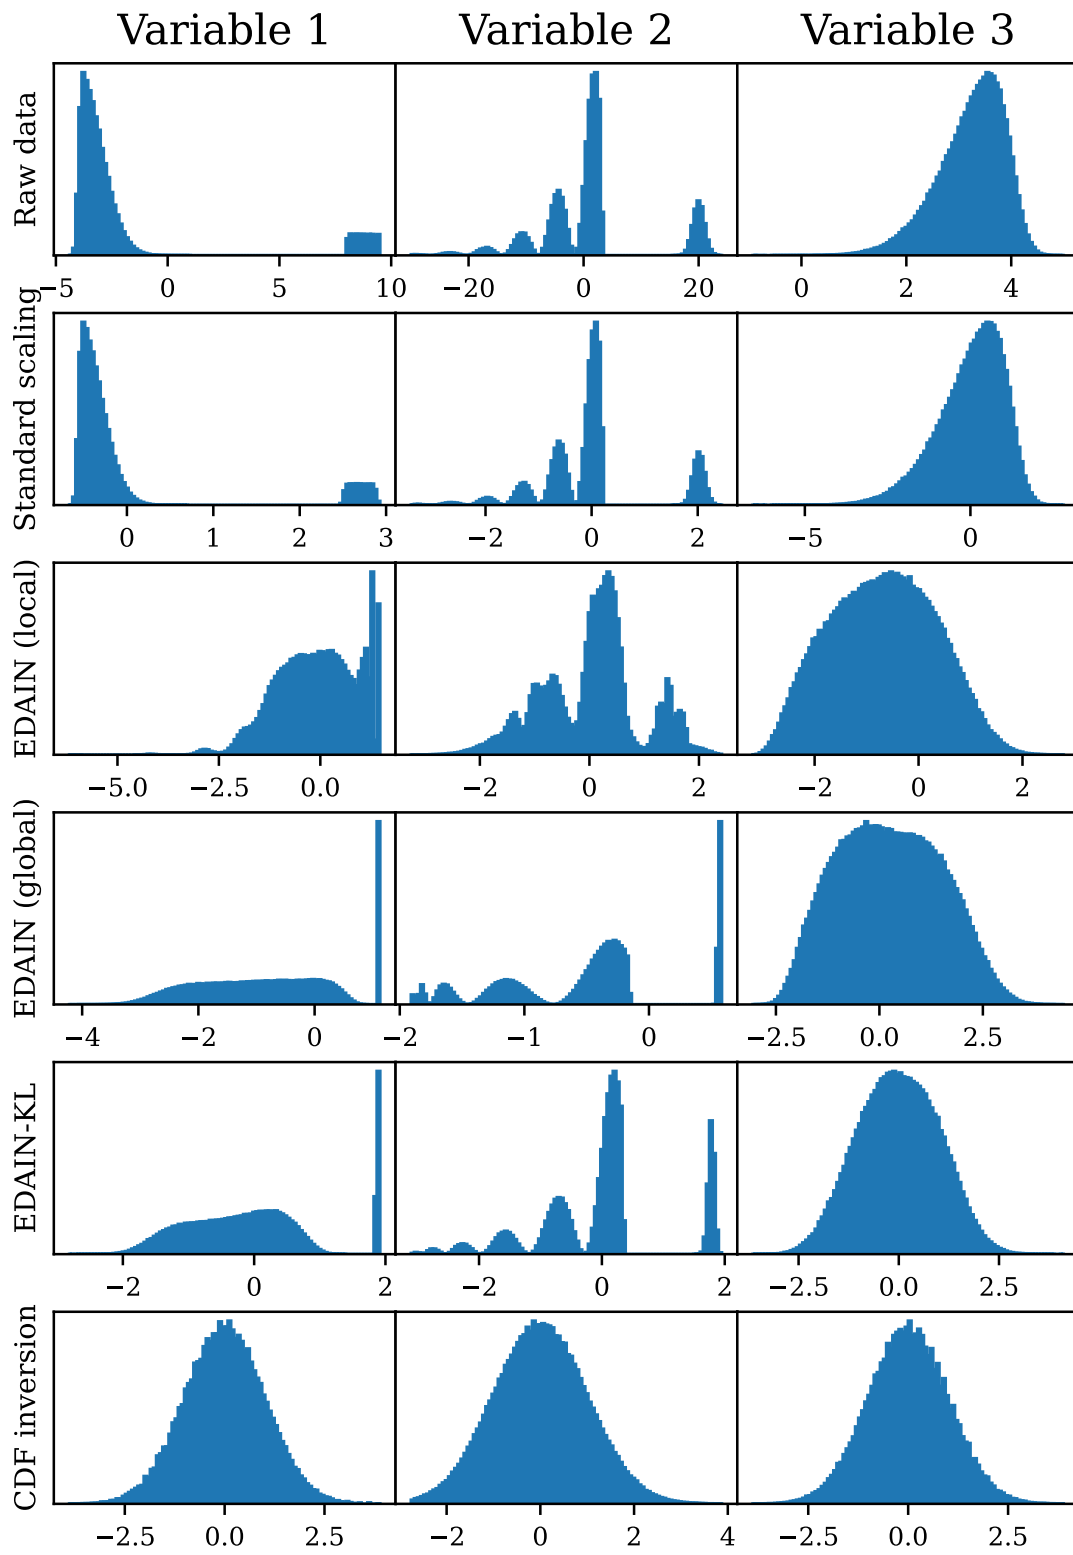 Variable 1 Variable 2 Variable 3
Raw data
−5 0 5 10 −20 0 20 0 2 4
Standard scaling
0 1 2 3 −2 0 2 −5 0
EDAIN (local)
−5.0 −2.5 0.0 −2 0 2 −2 0 2
EDAIN (global)
−4 −2 0 −2 −1 0 −2.5 0.0 2.5
EDAIN-KL
−2 0 2 −2 0 2 −2.5 0.0 2.5
CDF inversion
−2.5 0.0 2.5 −2 0 2 4 −2.5 0.0 2.5